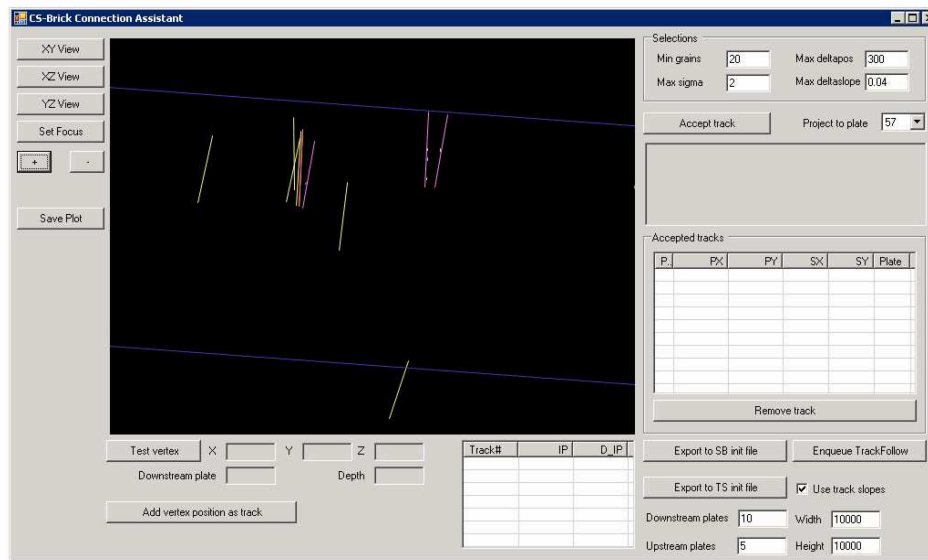 CS-Brick Connection Assistant
XY View
XZ View
YZ View
Set Focus
+ -
Save Plot
Selections
Min grains 20 Max deltapos 300
Max sigma 2 Max deltaslope 0.04
Accept track Project to plate 57
Accepted tracks
P.. PX PY SX SY Plate
Remove track
Test vertex X Y Z
Downstream plate Depth
Add vertex position as track
Track# IP D_IP
Export to SB init file Enqueue TrackFollow
Export to TS init file Use track slopes
Downstream plates 10 Width 10000
Upstream plates 5 Height 10000